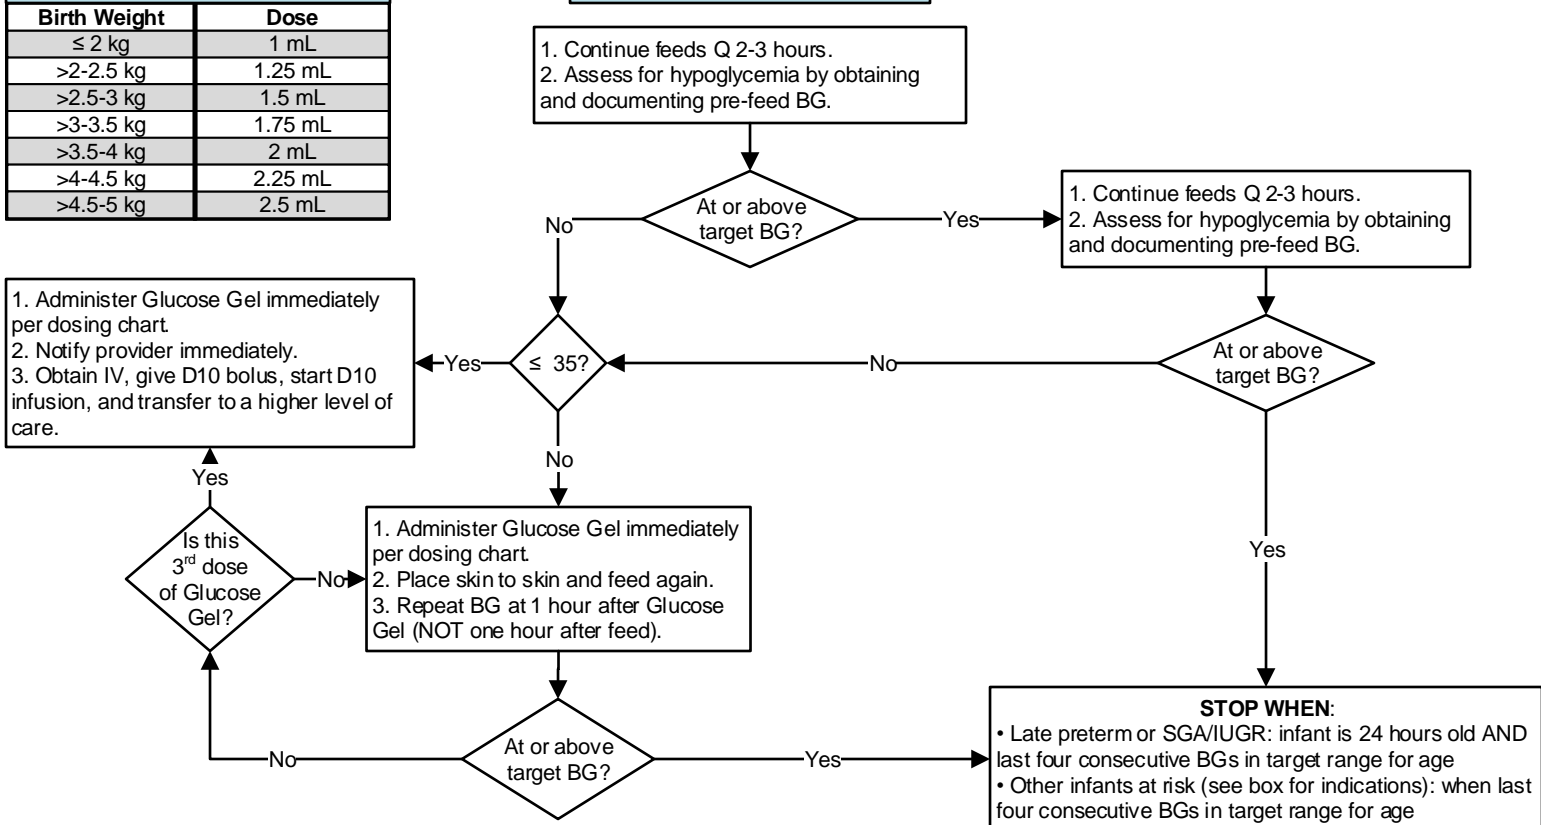 Birth Weight Dose
≤ 2 kg 1 mL
>2-2.5 kg 1.25 mL
>2.5-3 kg 1.5 mL
>3-3.5 kg 1.75 mL
>3.5-4 kg 2 mL
>4-4.5 kg 2.25 mL
>4.5-5 kg 2.5 mL
1. Continue feeds Q 2-3 hours.
2. Assess for hypoglycemia by obtaining
and documenting pre-feed BG.
At or above
target BG?
Yes
No
1. Continue feeds Q 2-3 hours.
2. Assess for hypoglycemia by obtaining
and documenting pre-feed BG.
At or above
target BG?
No
Yes
≤ 35?
Yes
No
1. Administer Glucose Gel immediately
per dosing chart.
2. Notify provider immediately.
3. Obtain IV, give D10 bolus, start D10
infusion, and transfer to a higher level of
care.
Yes
Is this
3rd dose
of Glucose
Gel?
No
1. Administer Glucose Gel immediately
per dosing chart.
2. Place skin to skin and feed again.
3. Repeat BG at 1 hour after Glucose
Gel (NOT one hour after feed).
At or above
target BG?
No
Yes
STOP WHEN:
• Late preterm or SGA/IUGR: infant is 24 hours old AND
last four consecutive BGs in target range for age
• Other infants at risk (see box for indications): when last
four consecutive BGs in target range for age